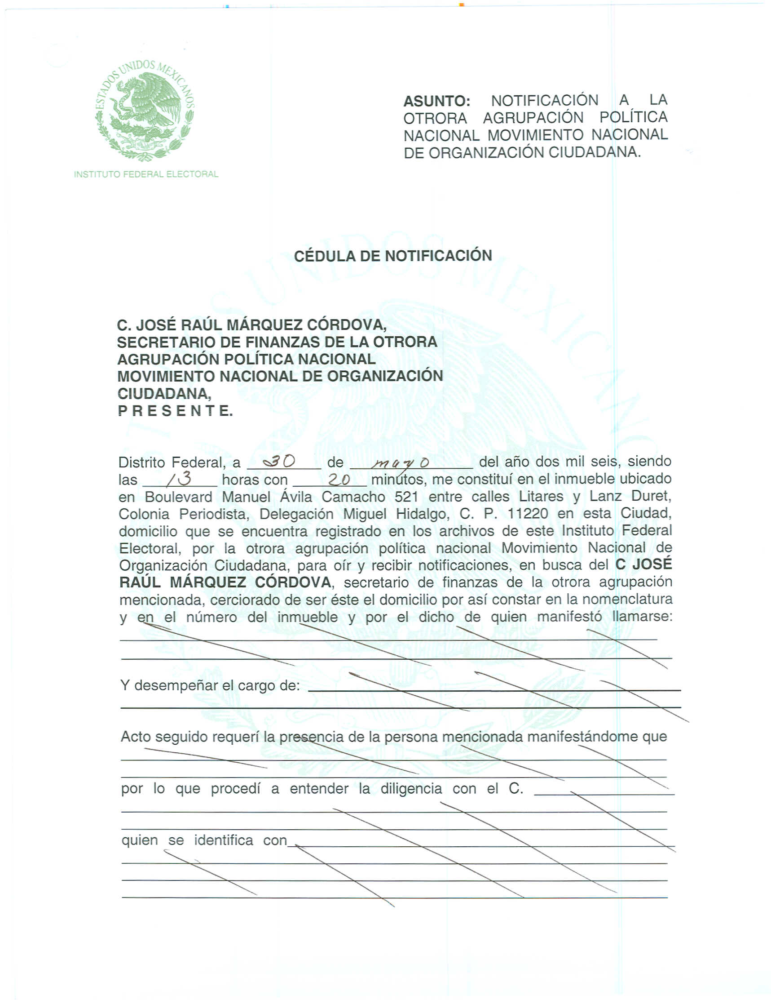 ESTADOS UNIDOS MEXICANOS
INSTITUTO FEDERAL ELECTORAL
ASUNTO: NOTIFICACIÓN A LA
OTRORA AGRUPACIÓN POLÍTICA
NACIONAL MOVIMIENTO NACIONAL
DE ORGANIZACIÓN CIUDADANA.
CÉDULA DE NOTIFICACIÓN
C. JOSÉ RAÚL MÁRQUEZ CÓRDOVA,
SECRETARIO DE FINANZAS DE LA OTRORA
AGRUPACIÓN POLÍTICA NACIONAL
MOVIMIENTO NACIONAL DE ORGANIZACIÓN
CIUDADANA,
P R E S E N T E.
Distrito Federal, a 30 de mayo del año dos mil seis, siendo
las 13 horas con 20 minutos, me constituí en el inmueble ubicado
en Boulevard Manuel Ávila Camacho 521 entre calles Litares y Lanz Duret,
Colonia Periodista, Delegación Miguel Hidalgo, C. P. 11220 en esta Ciudad,
domicilio que se encuentra registrado en los archivos de este Instituto Federal
Electoral, por la otrora agrupación política nacional Movimiento Nacional de
Organización Ciudadana, para oír y recibir notificaciones, en busca del C JOSÉ
RAÚL MÁRQUEZ CÓRDOVA, secretario de finanzas de la otrora agrupación
mencionada, cerciorado de ser éste el domicilio por así constar en la nomenclatura
y en el número del inmueble y por el dicho de quien manifestó llamarse:
Y desempeñar el cargo de:
Acto seguido requerí la presencia de la persona mencionada manifestándome que
por lo que procedí a entender la diligencia con el C.
quien se identifica con